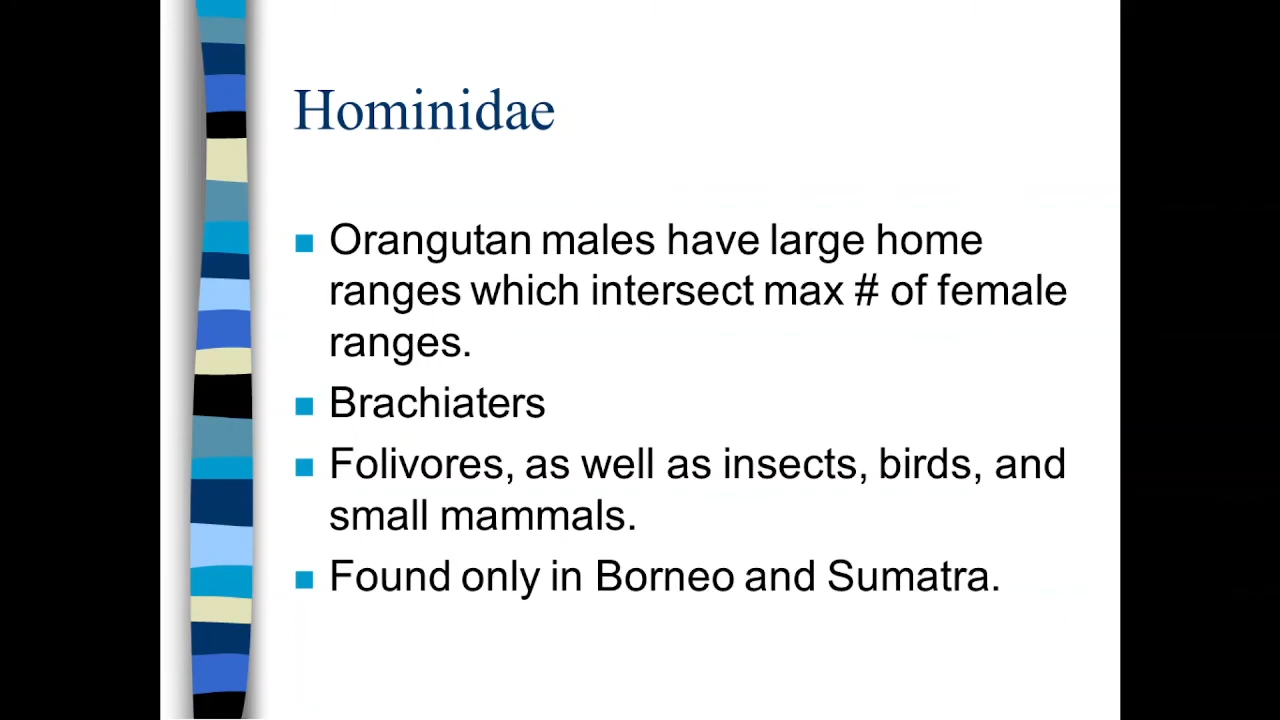 Hominidae
Orangutan males have large home
ranges which intersect max # of female
ranges.
Brachiaters
Folivores, as well as insects, birds, and
small mammals.
Found only in Borneo and Sumatra.